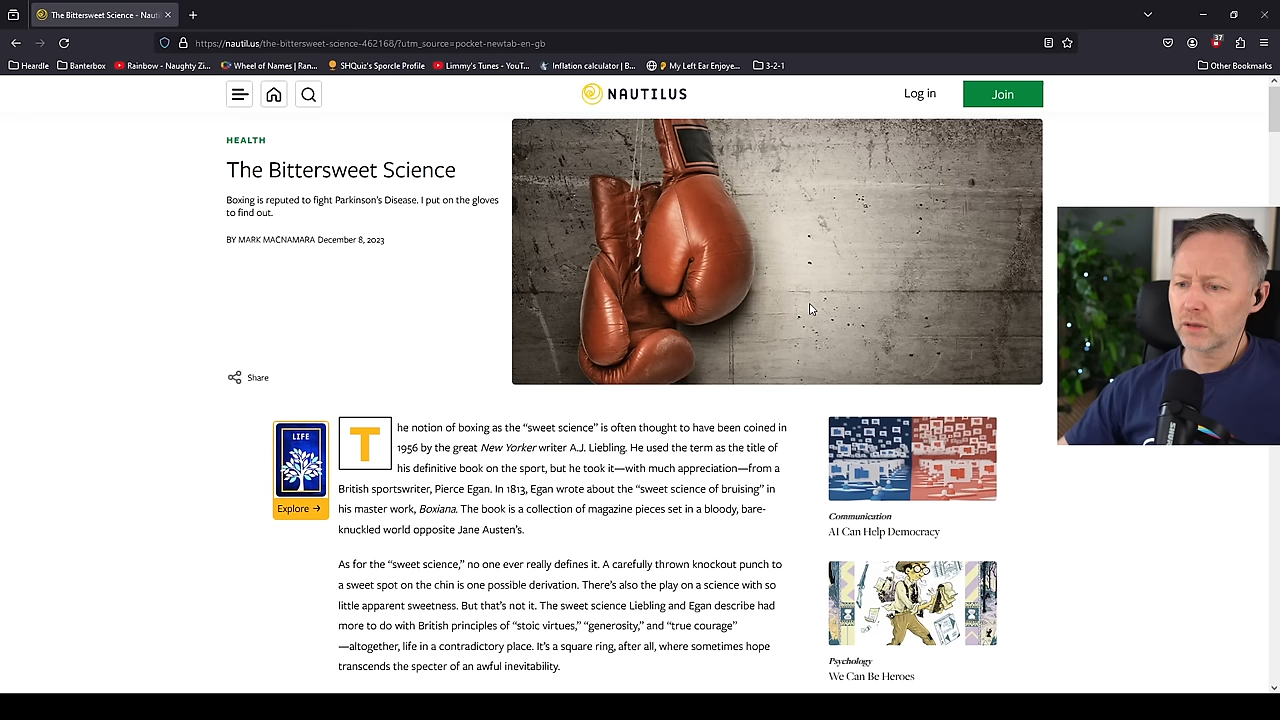 The Bittersweet Science - Nauti
https://nautil.us/the-bittersweet-science-462168/?utm_source=pocket-newtab-en-gb
37
Heardle
Banterbox
Rainbow - Naughty Zi...
Wheel of Names | Ran...
SHQuiz's Sporcle Profile
Limmy's Tunes - YouT...
Inflation calculator | B...
My Left Ear Enjoye...
3-2-1
Other Bookmarks
NAUTILUS
Log in
Join
HEALTH
The Bittersweet Science
Boxing is reputed to fight Parkinson's Disease. I put on the gloves
to find out.
BY MARK MACNAMARA December 8, 2023
Share
LIFE
Explore →
The notion of boxing as the “sweet science” is often thought to have been coined in
1956 by the great New Yorker writer A.J. Liebling. He used the term as the title of
his definitive book on the sport, but he took it—with much appreciation—from a
British sportswriter, Pierce Egan. In 1813, Egan wrote about the “sweet science of bruising” in
his master work, Boxiana. The book is a collection of magazine pieces set in a bloody, bare-
knuckled world opposite Jane Austen’s.
As for the “sweet science,” no one ever really defines it. A carefully thrown knockout punch to
a sweet spot on the chin is one possible derivation. There’s also the play on a science with so
little apparent sweetness. But that’s not it. The sweet science Liebling and Egan describe had
more to do with British principles of “stoic virtues,” “generosity,” and “true courage”
—altogether, life in a contradictory place. It’s a square ring, after all, where sometimes hope
transcends the specter of an awful inevitability.
Communication
AI Can Help Democracy
Psychology
We Can Be Heroes